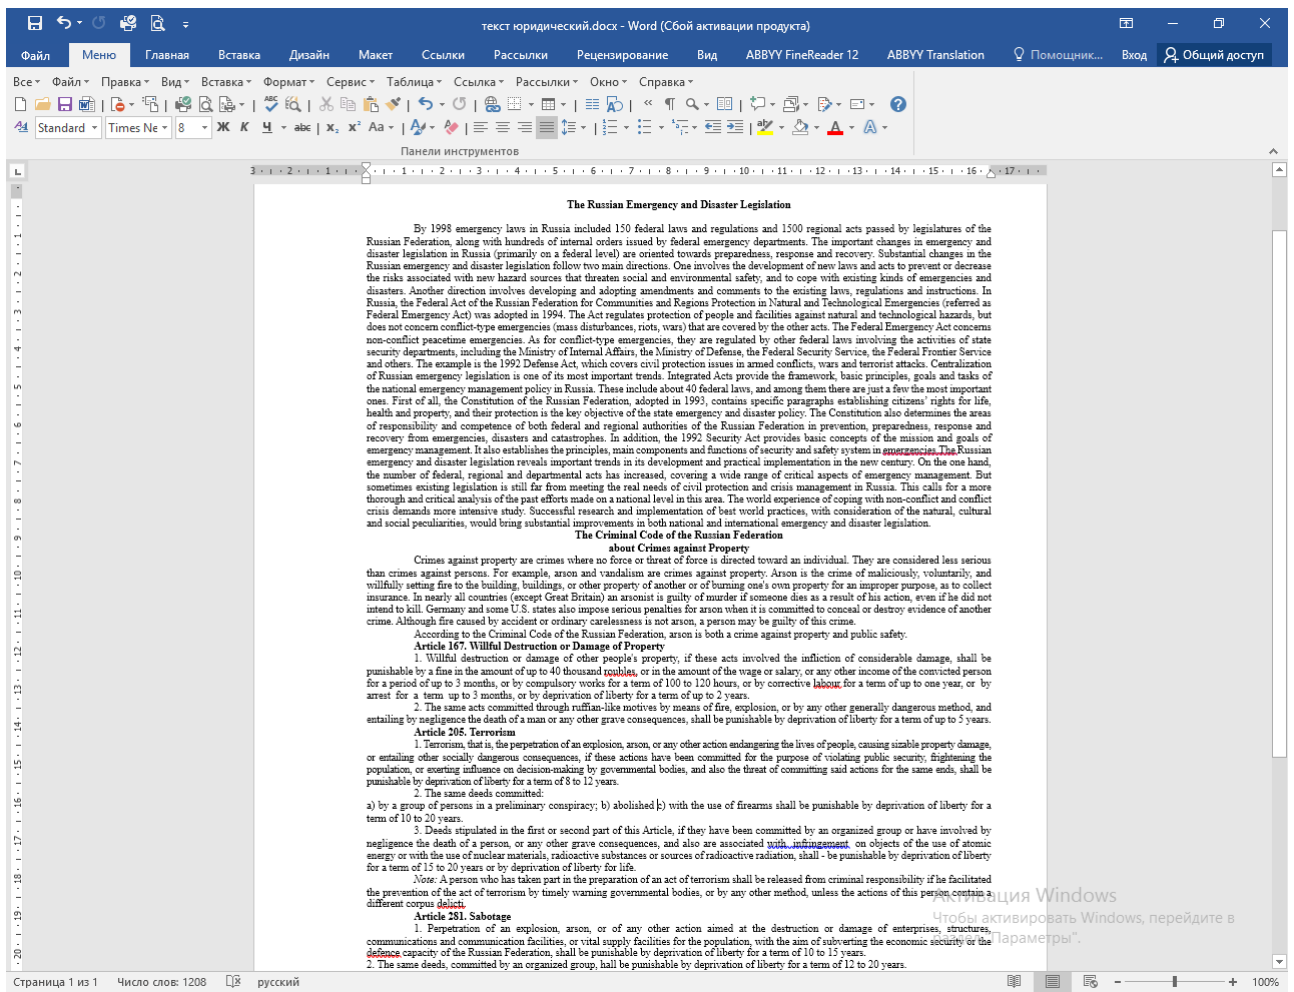 текст юридический.docx - Word (Сбой активации продукта)
Файл Меню Главная Вставка Дизайн Макет Ссылки Рассылки Рецензирование Вид ABBYY FineReader 12 ABBYY Translation Помощник... Вход Общий доступ
Все Файл Правка Вид Вставка Формат Сервис Таблица Ссылка Рассылки Окно Справка
Standard Times Ne 8 Ж К Ч abc x₂ x² Aa
Панели инструментов
3 2 1 1 2 3 4 5 6 7 8 9 10 11 12 13 14 15 16 17
The Russian Emergency and Disaster Legislation
By 1998 emergency laws in Russia included 150 federal laws and regulations and 1500 regional acts passed by legislatures of the
Russian Federation, along with hundreds of internal orders issued by federal emergency departments. The important changes in emergency and
disaster legislation in Russia (primarily on a federal level) are oriented towards preparedness, response and recovery. Substantial changes in the
Russian emergency and disaster legislation follow two main directions. One involves the development of new laws and acts to prevent or decrease
the risks associated with new hazard sources that threaten social and environmental safety, and to cope with existing kinds of emergencies and
disasters. Another direction involves developing and adopting amendments and comments to the existing laws, regulations and instructions. In
Russia, the Federal Act of the Russian Federation for Communities and Regions Protection in Natural and Technological Emergencies (referred as
Federal Emergency Act) was adopted in 1994. The Act regulates protection of people and facilities against natural and technological hazards, but
does not concern conflict-type emergencies (mass disturbances, riots, wars) that are covered by the other acts. The Federal Emergency Act concerns
non-conflict peacetime emergencies. As for conflict-type emergencies, they are regulated by other federal laws involving the activities of state
security departments, including the Ministry of Internal Affairs, the Ministry of Defense, the Federal Security Service, the Federal Frontier Service
and others. The example is the 1992 Defense Act, which covers civil protection issues in armed conflicts, wars and terrorist attacks. Centralization
of Russian emergency legislation is one of its most important trends. Integrated Acts provide the framework, basic principles, goals and tasks of
the national emergency management policy in Russia. These include about 40 federal laws, and among them there are just a few the most important
ones. First of all, the Constitution of the Russian Federation, adopted in 1993, contains specific paragraphs establishing citizens' rights for life,
health and property, and their protection is the key objective of the state emergency and disaster policy. The Constitution also determines the areas
of responsibility and competence of both federal and regional authorities of the Russian Federation in prevention, preparedness, response and
recovery from emergencies, disasters and catastrophes. In addition, the 1992 Security Act provides basic concepts of the mission and goals of
emergency management. It also establishes the principles, main components and functions of security and safety system in emergencies.The Russian
emergency and disaster legislation reveals important trends in its development and practical implementation in the new century. On the one hand,
the number of federal, regional and departmental acts has increased, covering a wide range of critical aspects of emergency management. But
sometimes existing legislation is still far from meeting the real needs of civil protection and crisis management in Russia. This calls for a more
thorough and critical analysis of the past efforts made on a national level in this area. The world experience of coping with non-conflict and conflict
crisis demands more intensive study. Successful research and implementation of best world practices, with consideration of the natural, cultural
and social peculiarities, would bring substantial improvements in both national and international emergency and disaster legislation.
The Criminal Code of the Russian Federation
about Crimes against Property
Crimes against property are crimes where no force or threat of force is directed toward an individual. They are considered less serious
than crimes against persons. For example, arson and vandalism are crimes against property. Arson is the crime of maliciously, voluntarily, and
willfully setting fire to the building, buildings, or other property of another or of burning one's own property for an improper purpose, as to collect
insurance. In nearly all countries (except Great Britain) an arsonist is guilty of murder if someone dies as a result of his action, even if he did not
intend to kill. Germany and some U.S. states also impose serious penalties for arson when it is committed to conceal or destroy evidence of another
crime. Although fire caused by accident or ordinary carelessness is not arson, a person may be guilty of this crime.
According to the Criminal Code of the Russian Federation, arson is both a crime against property and public safety.
Article 167. Willful Destruction or Damage of Property
1. Willful destruction or damage of other people's property, if these acts involved the infliction of considerable damage, shall be
punishable by a fine in the amount of up to 40 thousand roubles, or in the amount of the wage or salary, or any other income of the convicted person
for a period of up to 3 months, or by compulsory works for a term of 100 to 120 hours, or by corrective labour for a term of up to one year, or by
arrest for a term up to 3 months, or by deprivation of liberty for a term of up to 2 years.
2. The same acts committed through ruffian-like motives by means of fire, explosion, or by any other generally dangerous method, and
entailing by negligence the death of a man or any other grave consequences, shall be punishable by deprivation of liberty for a term of up to 5 years.
Article 205. Terrorism
1. Terrorism, that is, the perpetration of an explosion, arson, or any other action endangering the lives of people, causing sizable property damage,
or entailing other socially dangerous consequences, if these actions have been committed for the purpose of violating public security, frightening the
population, or exerting influence on decision-making by governmental bodies, and also the threat of committing said actions for the same ends, shall be
punishable by deprivation of liberty for a term of 8 to 12 years.
2. The same deeds committed:
a) by a group of persons in a preliminary conspiracy; b) abolished c) with the use of firearms shall be punishable by deprivation of liberty for a
term of 10 to 20 years.
3. Deeds stipulated in the first or second part of this Article, if they have been committed by an organized group or have involved by
negligence the death of a person, or any other grave consequences, and also are associated with infringement on objects of the use of atomic
energy or with the use of nuclear materials, radioactive substances or sources of radioactive radiation, shall - be punishable by deprivation of liberty
for a term of 15 to 20 years or by deprivation of liberty for life.
Note: A person who has taken part in the preparation of an act of terrorism shall be released from criminal responsibility if he facilitated
the prevention of the act of terrorism by timely warning governmental bodies, or by any other method, unless the actions of this person contain a
different corpus delicti.
Article 281. Sabotage
1. Perpetration of an explosion, arson, or of any other action aimed at the destruction or damage of enterprises, structures,
communications and communication facilities, or vital supply facilities for the population, with the aim of subverting the economic security or the
defence capacity of the Russian Federation, shall be punishable by deprivation of liberty for a term of 10 to 15 years.
2. The same deeds, committed by an organized group, hall be punishable by deprivation of liberty for a term of 12 to 20 years.
Активация Windows
Чтобы активировать Windows, перейдите в
раздел "Параметры".
Страница 1 из 1 Число слов: 1208 русский 100%